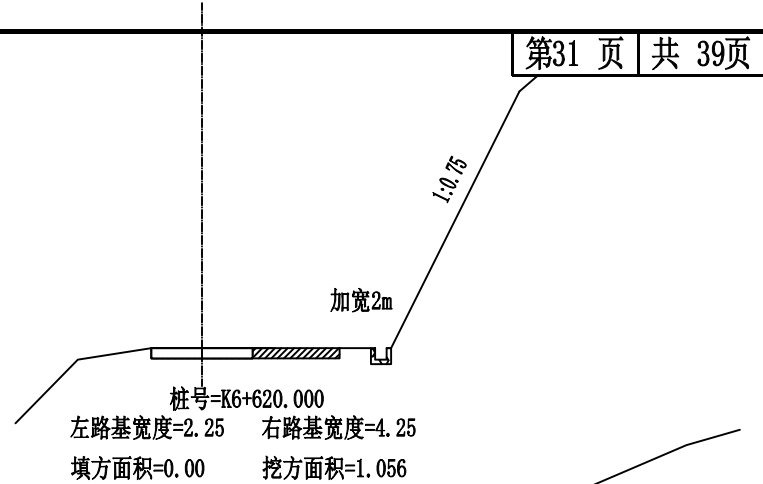 第31 页 共 39页
1:0.75
加宽2m
桩号=K6+620.000
左路基宽度=2.25 右路基宽度=4.25
填方面积=0.00 挖方面积=1.056